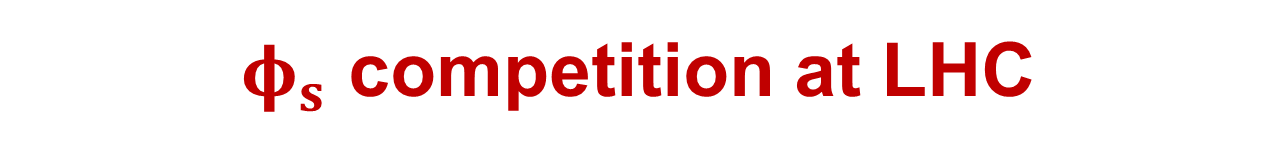 ϕₛ competition at LHC